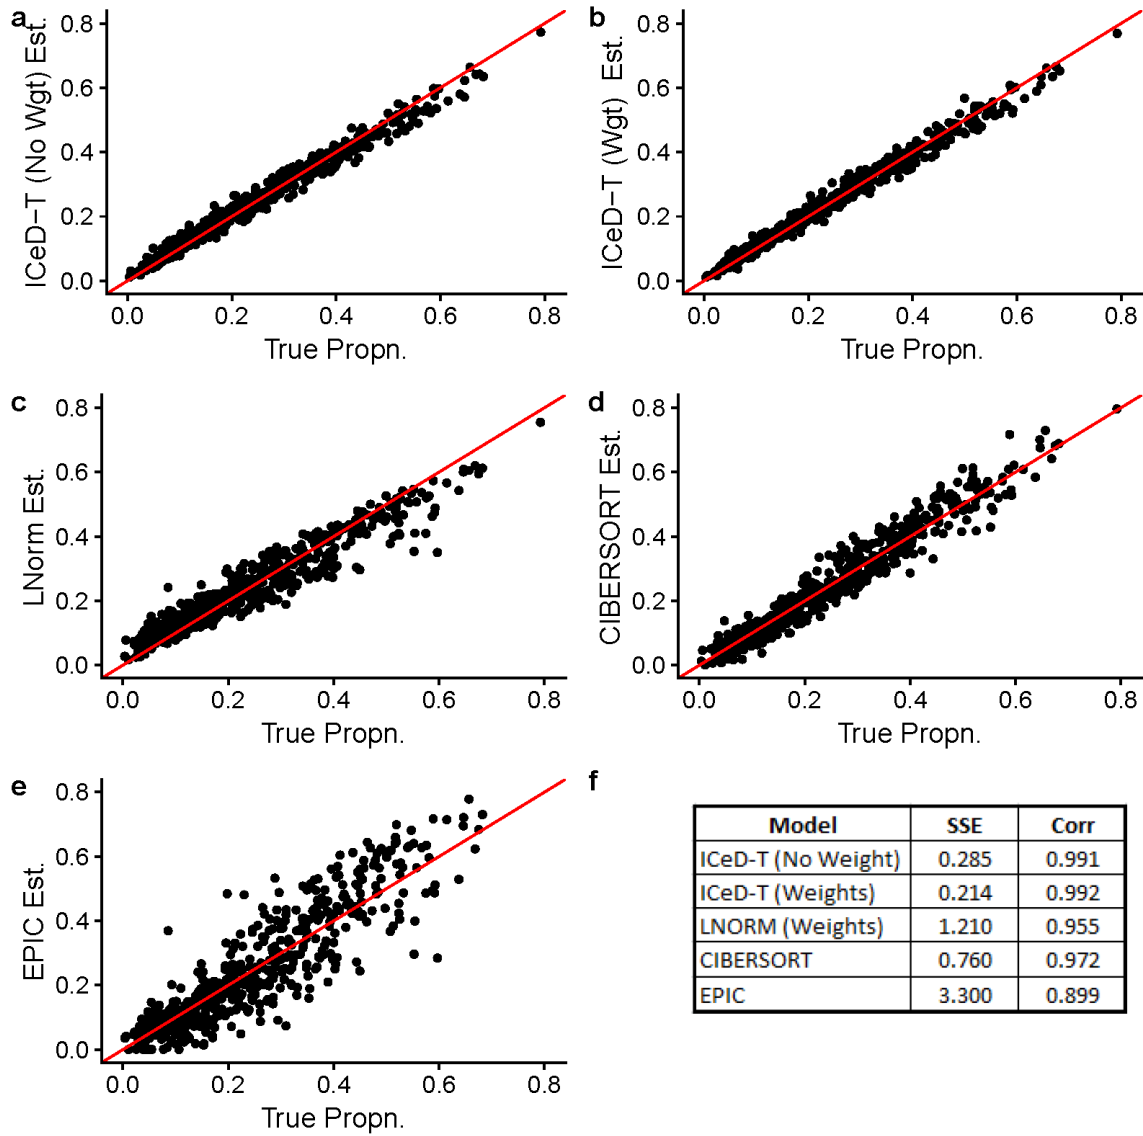 a
ICeD−T (No Wgt) Est.
0.8
0.6
0.4
0.2
0.0
0.0 0.2 0.4 0.6 0.8
True Propn.
b
ICeD−T (Wgt) Est.
0.8
0.6
0.4
0.2
0.0
0.0 0.2 0.4 0.6 0.8
True Propn.
c
LNorm Est.
0.8
0.6
0.4
0.2
0.0
0.0 0.2 0.4 0.6 0.8
True Propn.
d
CIBERSORT Est.
0.8
0.6
0.4
0.2
0.0
0.0 0.2 0.4 0.6 0.8
True Propn.
e
EPIC Est.
0.8
0.6
0.4
0.2
0.0
0.0 0.2 0.4 0.6 0.8
True Propn.
f
Model SSE Corr
ICeD-T (No Weight) 0.285 0.991
ICeD-T (Weights) 0.214 0.992
LNORM (Weights) 1.210 0.955
CIBERSORT 0.760 0.972
EPIC 3.300 0.899